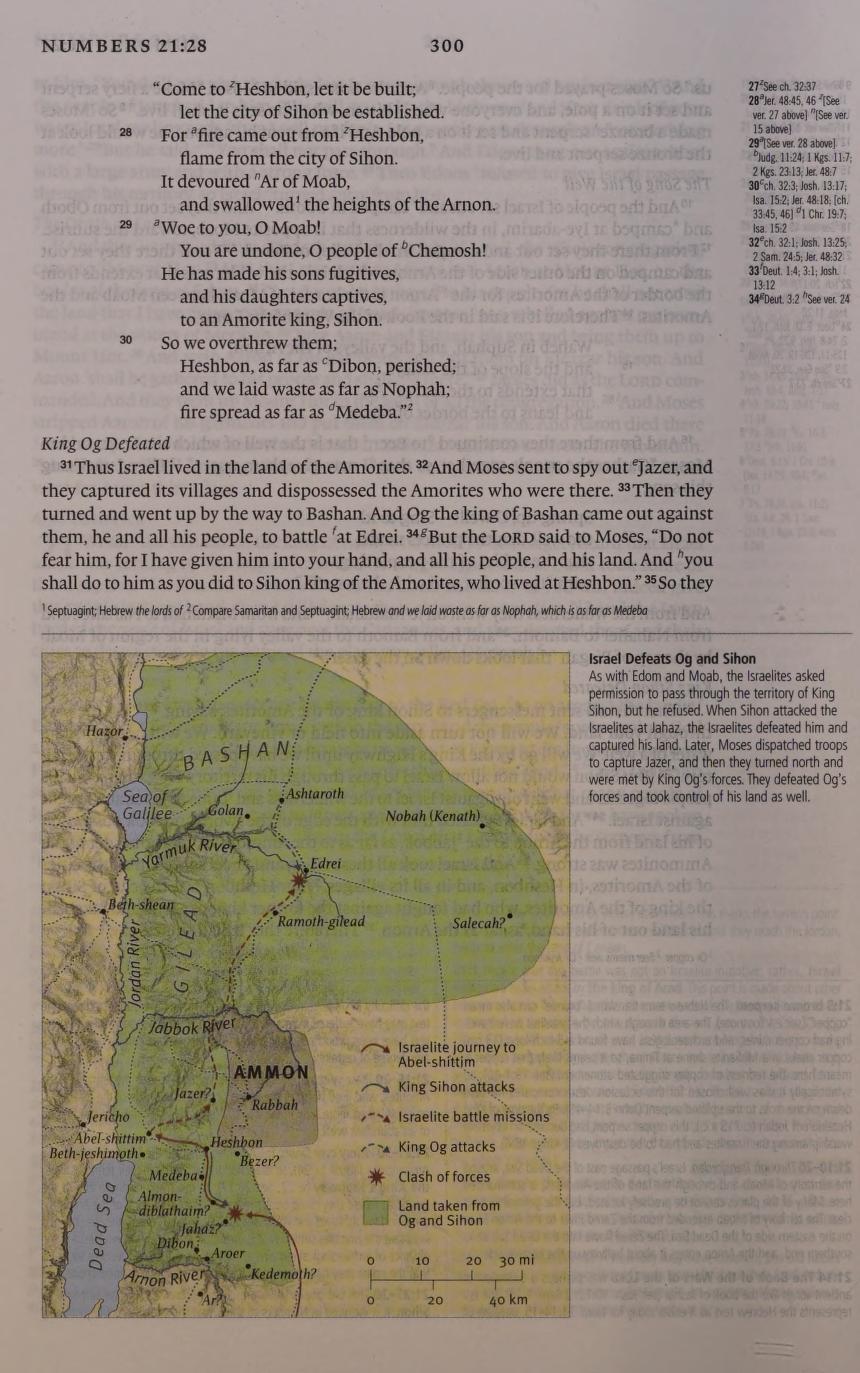 NUMBERS 21:28
300
“Come to ᶻHeshbon, let it be built;
let the city of Sihon be established.
28 For ᵃfire came out from ᶻHeshbon,
flame from the city of Sihon.
It devoured ⁿAr of Moab,
and swallowed¹ the heights of the Arnon.
29 ᵃWoe to you, O Moab!
You are undone, O people of ᵇChemosh!
He has made his sons fugitives,
and his daughters captives,
to an Amorite king, Sihon.
30 So we overthrew them;
Heshbon, as far as ᶜDibon, perished;
and we laid waste as far as Nophah;
fire spread as far as ᵈMedeba.”²
King Og Defeated
³¹ Thus Israel lived in the land of the Amorites. ³² And Moses sent to spy out ᵉJazer, and
they captured its villages and dispossessed the Amorites who were there. ³³ Then they
turned and went up by the way to Bashan. And Og the king of Bashan came out against
them, he and all his people, to battle ᶠat Edrei. ³⁴ ᵍBut the LORD said to Moses, “Do not
fear him, for I have given him into your hand, and all his people, and his land. And ʰyou
shall do to him as you did to Sihon king of the Amorites, who lived at Heshbon.” ³⁵ So they
¹ Septuagint; Hebrew the lords of ² Compare Samaritan and Septuagint; Hebrew and we laid waste as far as Nophah, which is as far as Medeba
27 ᶻSee ch. 32:37
28 ᵃJer. 48:45, 46 ᶻ[See
ver. 27 above] ⁿ[See ver.
15 above]
29 ᵃ[See ver. 28 above]
ᵇJudg. 11:24; 1 Kgs. 11:7;
2 Kgs. 23:13; Jer. 48:7
30 ᶜch. 32:3; Josh. 13:17;
Isa. 15:2; Jer. 48:18; [ch.
33:45, 46] ᵈ1 Chr. 19:7;
Isa. 15:2
32 ᵉch. 32:1; Josh. 13:25;
2 Sam. 24:5; Jer. 48:32
33 ᶠDeut. 1:4; 3:1; Josh.
13:12
34 ᵍDeut. 3:2 ʰSee ver. 24
Hazor
BASHAN
Sea of
Galilee
Golan
Ashtaroth
Nobah (Kenath)
Yarmuk River
Edrei
Beth-shean
GILEAD
Ramoth-gilead
Salecah?
Jordan River
Jabbok River
AMMON
Jazer?
Rabbah
Jericho
Abel-shittim
Heshbon
Beth-jeshimoth
Bezer?
Medeba
Almon-
diblathaim?
Dead Sea
Jahaz?
Dibon
Aroer
Arnon River
Kedemoth?
Ar?
Israelite journey to
Abel-shittim
King Sihon attacks
Israelite battle missions
King Og attacks
Clash of forces
Land taken from
Og and Sihon
0 10 20 30 mi
0 20 40 km
Israel Defeats Og and Sihon
As with Edom and Moab, the Israelites asked
permission to pass through the territory of King
Sihon, but he refused. When Sihon attacked the
Israelites at Jahaz, the Israelites defeated him and
captured his land. Later, Moses dispatched troops
to capture Jazer, and then they turned north and
were met by King Og’s forces. They defeated Og’s
forces and took control of his land as well.